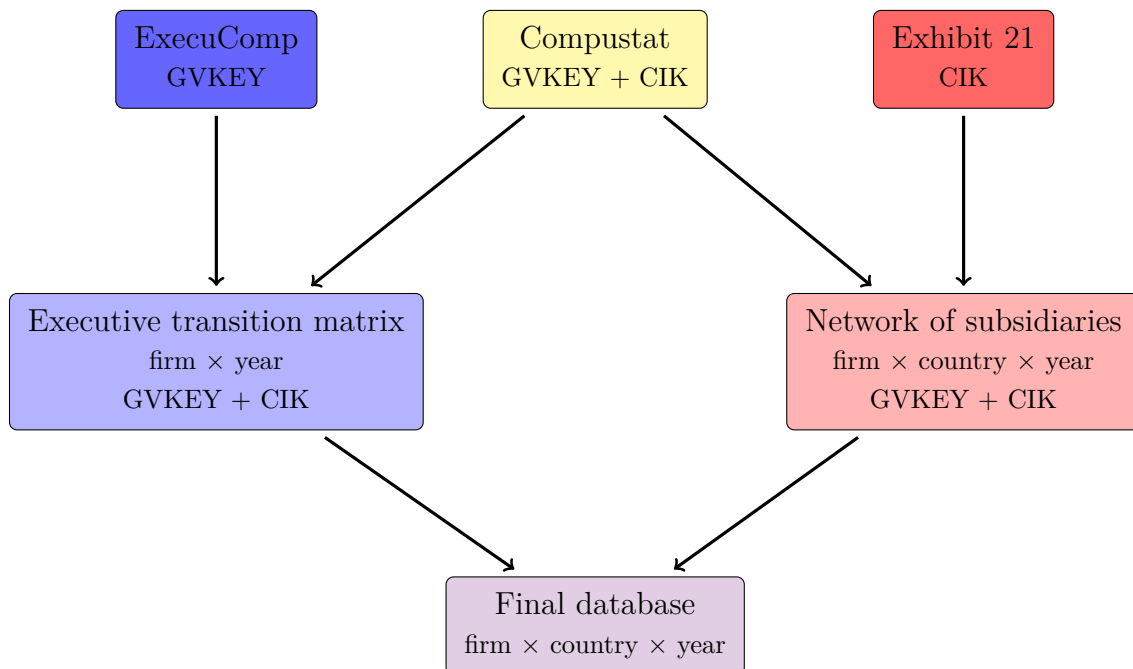 ExecuComp
GVKEY
Compustat
GVKEY + CIK
Exhibit 21
CIK
Executive transition matrix
firm × year
GVKEY + CIK
Network of subsidiaries
firm × country × year
GVKEY + CIK
Final database
firm × country × year